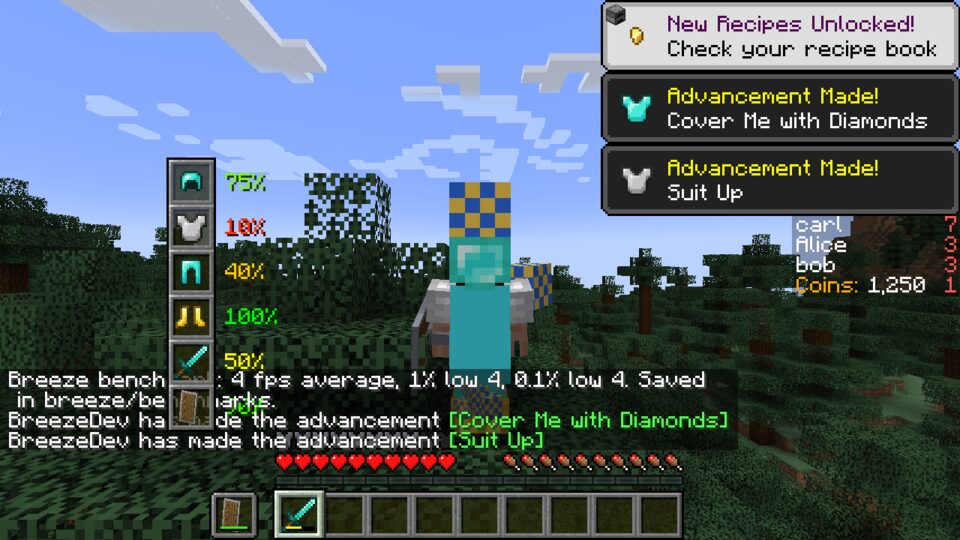 New Recipes Unlocked!
Check your recipe book
Advancement Made!
Cover Me with Diamonds
Advancement Made!
Suit Up
carl 7
Alice 3
bob 3
Coins: 1,250 1
75%
10%
40%
100%
50%
Breeze bench : 4 fps average, 1% low 4, 0.1% low 4. Saved
in breeze/be marks.
BreezeDev ha de the advancement [Cover Me with Diamonds]
BreezeDev has made the advancement [Suit Up]